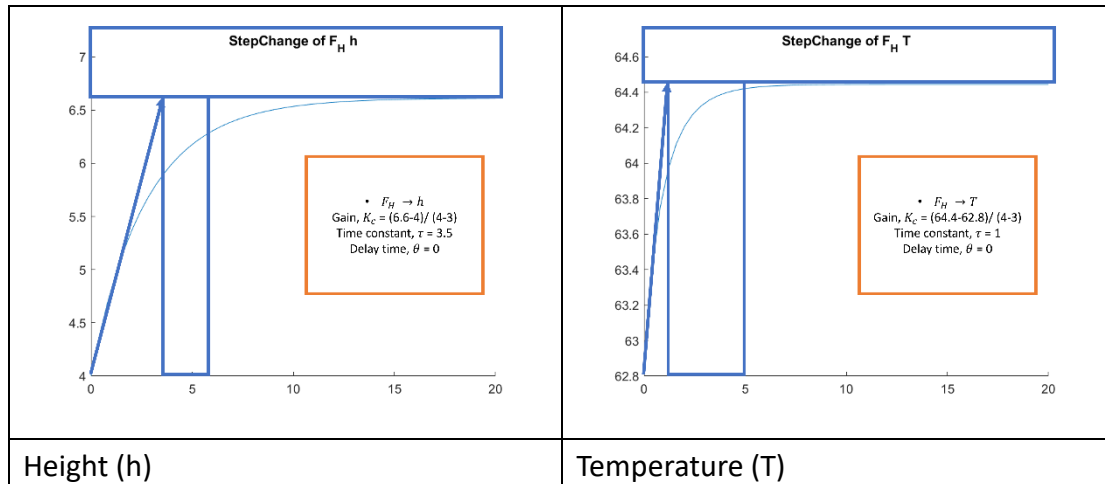 StepChange of F_H h
7
6.5
6
5.5
5
4.5
4
0 5 10 15 20
• F_H → h
Gain, K_c = (6.6-4)/ (4-3)
Time constant, τ = 3.5
Delay time, θ = 0
StepChange of F_H T
64.6
64.4
64.2
64
63.8
63.6
63.4
63.2
63
62.8
0 5 10 15 20
• F_H → T
Gain, K_c = (64.4-62.8)/ (4-3)
Time constant, τ = 1
Delay time, θ = 0
Height (h)
Temperature (T)